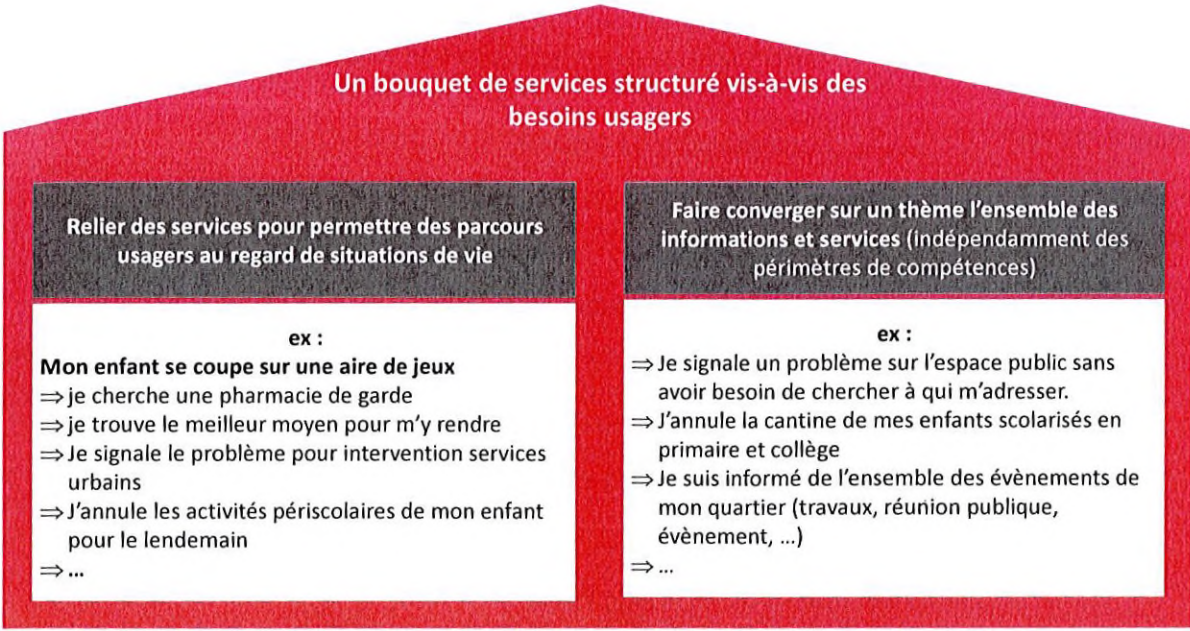 Un bouquet de services structuré vis-à-vis des
besoins usagers
Relier des services pour permettre des parcours
usagers au regard de situations de vie
ex :
Mon enfant se coupe sur une aire de jeux
⇒ je cherche une pharmacie de garde
⇒ je trouve le meilleur moyen pour m'y rendre
⇒ Je signale le problème pour intervention services
urbains
⇒ J'annule les activités périscolaires de mon enfant
pour le lendemain
⇒ ...
Faire converger sur un thème l'ensemble des
informations et services (indépendamment des
périmètres de compétences)
ex :
⇒ Je signale un problème sur l'espace public sans
avoir besoin de chercher à qui m'adresser.
⇒ J'annule la cantine de mes enfants scolarisés en
primaire et collège
⇒ Je suis informé de l'ensemble des évènements de
mon quartier (travaux, réunion publique,
évènement, ...)
⇒ ...